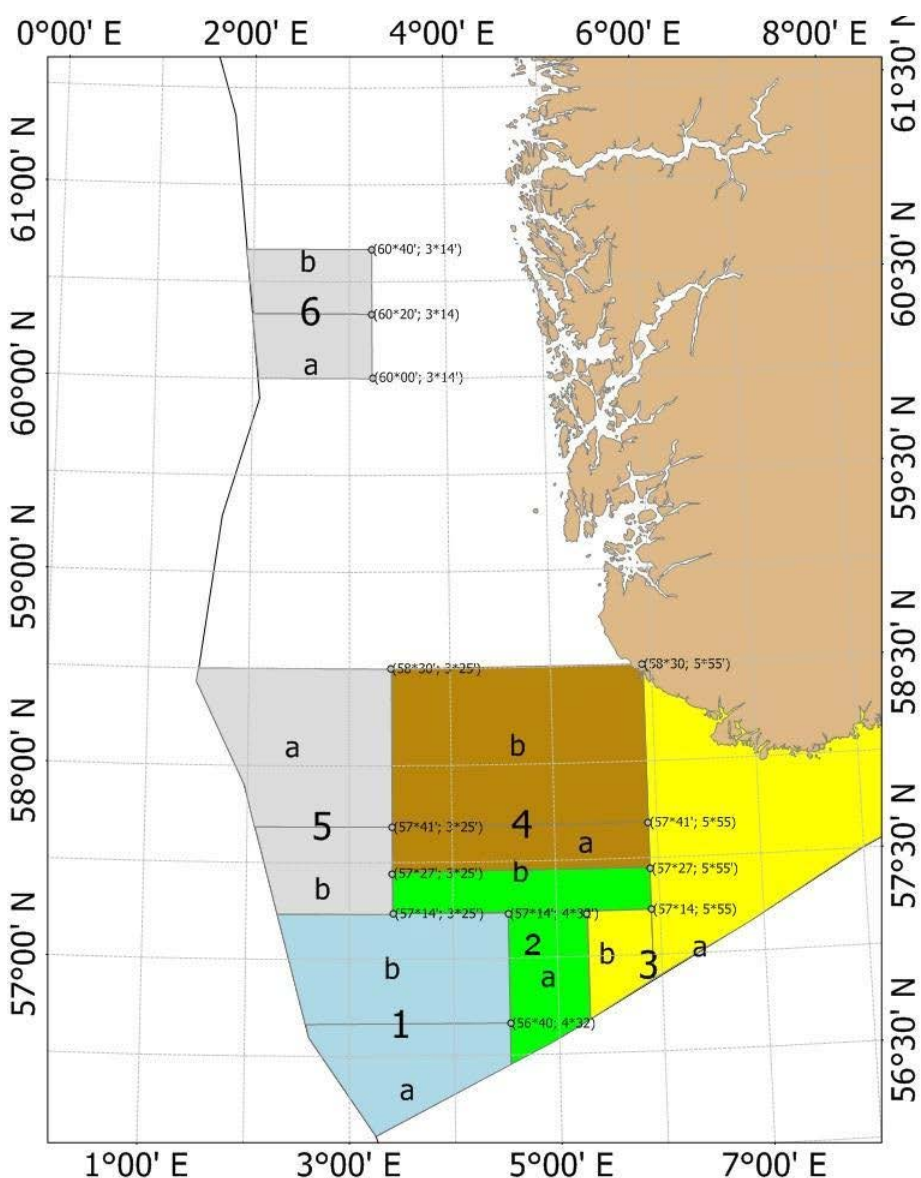 0°00' E 2°00' E 4°00' E 6°00' E 8°00' E
61°30' N
61°00' N
(60*40'; 3*14')
b
60°30' N
6
(60*20'; 3*14)
a
(60*00'; 3*14')
60°00' N
59°30' N
59°00' N
58°30' N
(58*30'; 3*25')
(58*30; 5*55')
a
b
58°00' N
5
(57*41'; 3*25')
4
(57*41'; 5*55)
a
57°30' N
b
(57*27'; 3*25')
b
(57*27; 5*55')
(57*14'; 3*25')
(57*14; 5*55)
2
b
a
3
b
a
57°00' N
1
(56*40; 4*32)
56°30' N
a
1°00' E 3°00' E 5°00' E 7°00' E